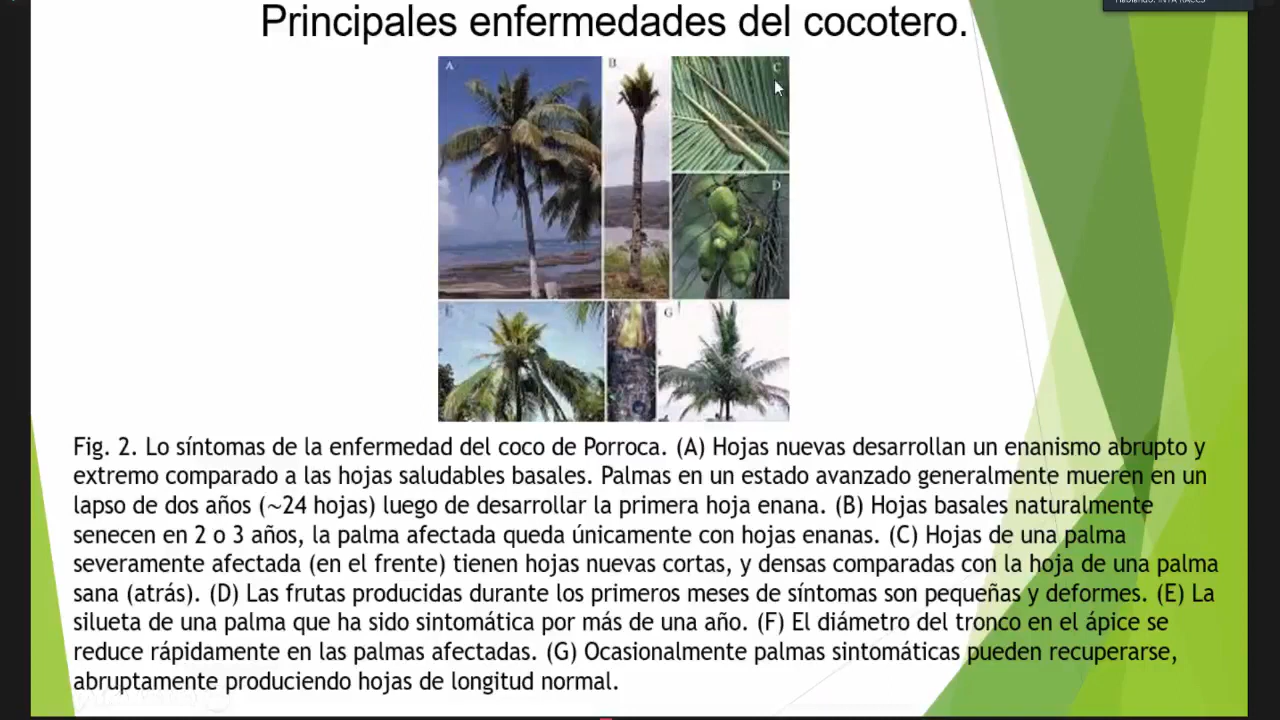 Principales enfermedades del cocotero.
A
B
C
D
E
F
G
Fig. 2. Lo síntomas de la enfermedad del coco de Porroca. (A) Hojas nuevas desarrollan un enanismo abrupto y
extremo comparado a las hojas saludables basales. Palmas en un estado avanzado generalmente mueren en un
lapso de dos años (~24 hojas) luego de desarrollar la primera hoja enana. (B) Hojas basales naturalmente
senecen en 2 o 3 años, la palma afectada queda únicamente con hojas enanas. (C) Hojas de una palma
severamente afectada (en el frente) tienen hojas nuevas cortas, y densas comparadas con la hoja de una palma
sana (atrás). (D) Las frutas producidas durante los primeros meses de síntomas son pequeñas y deformes. (E) La
silueta de una palma que ha sido sintomática por más de una año. (F) El diámetro del tronco en el ápice se
reduce rápidamente en las palmas afectadas. (G) Ocasionalmente palmas sintomáticas pueden recuperarse,
abruptamente produciendo hojas de longitud normal.